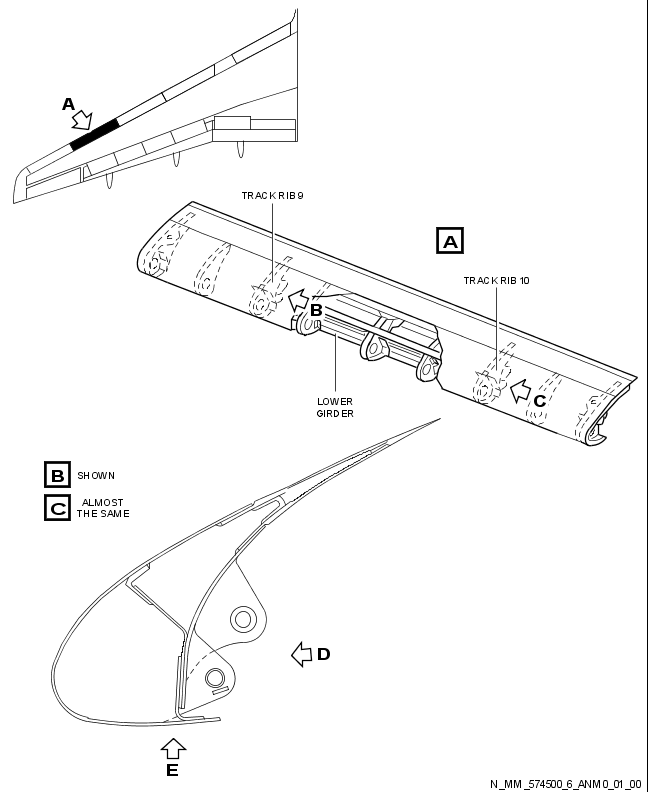 A
TRACK RIB 9
A
TRACK RIB 10
B
C
LOWER
GIRDER
B SHOWN
C ALMOST
THE SAME
D
E
N_MM_574500_6_ANM0_01_00